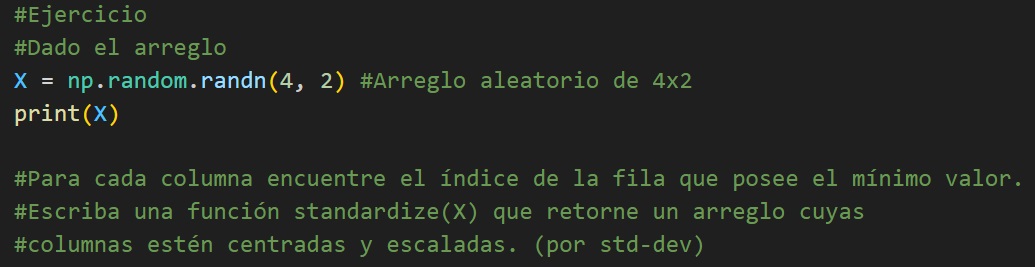 #Ejercicio
#Dado el arreglo
X = np.random.randn(4, 2) #Arreglo aleatorio de 4x2
print(X)
#Para cada columna encuentre el índice de la fila que posee el mínimo valor.
#Escriba una función standardize(X) que retorne un arreglo cuyas
#columnas estén centradas y escaladas. (por std-dev)